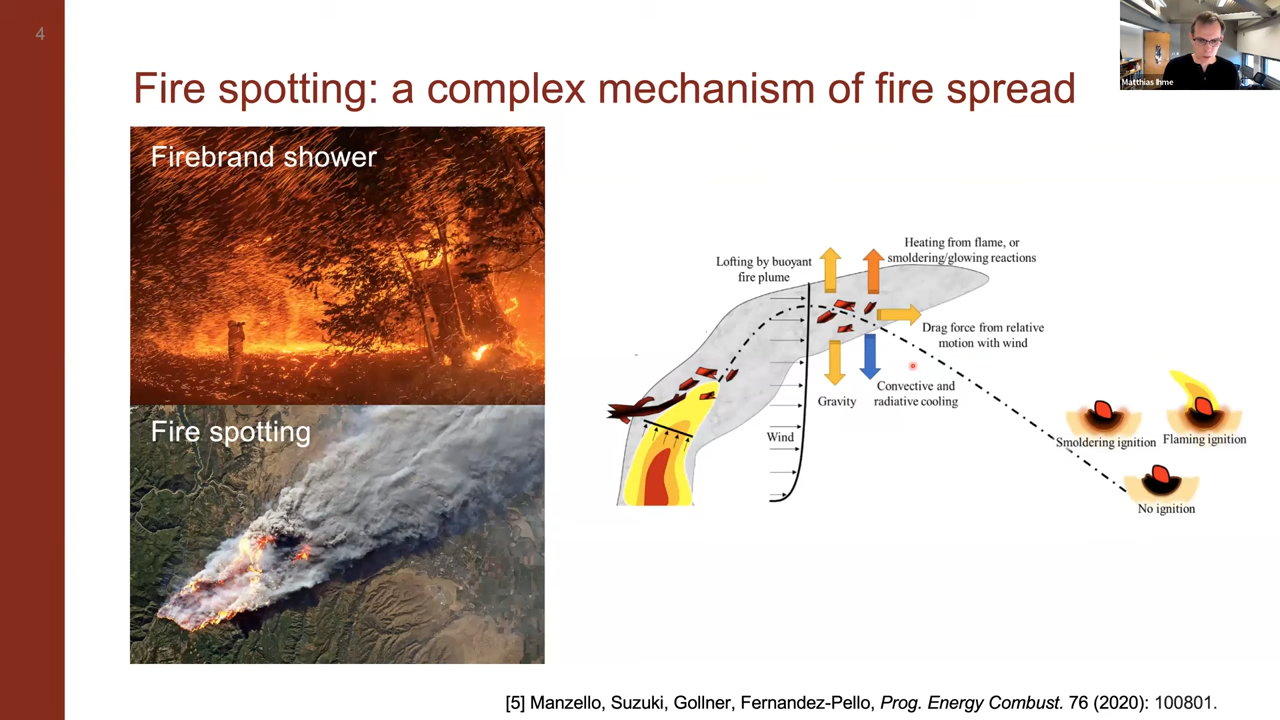 4
Fire spotting: a complex mechanism of fire spread
Matthias Ihme
Firebrand shower
Fire spotting
Lofting by buoyant
fire plume
Heating from flame, or
smoldering/glowing reactions
Drag force from relative
motion with wind
Gravity
Convective and
radiative cooling
Wind
Smoldering ignition
Flaming ignition
No ignition
[5] Manzello, Suzuki, Gollner, Fernandez-Pello, Prog. Energy Combust. 76 (2020): 100801.